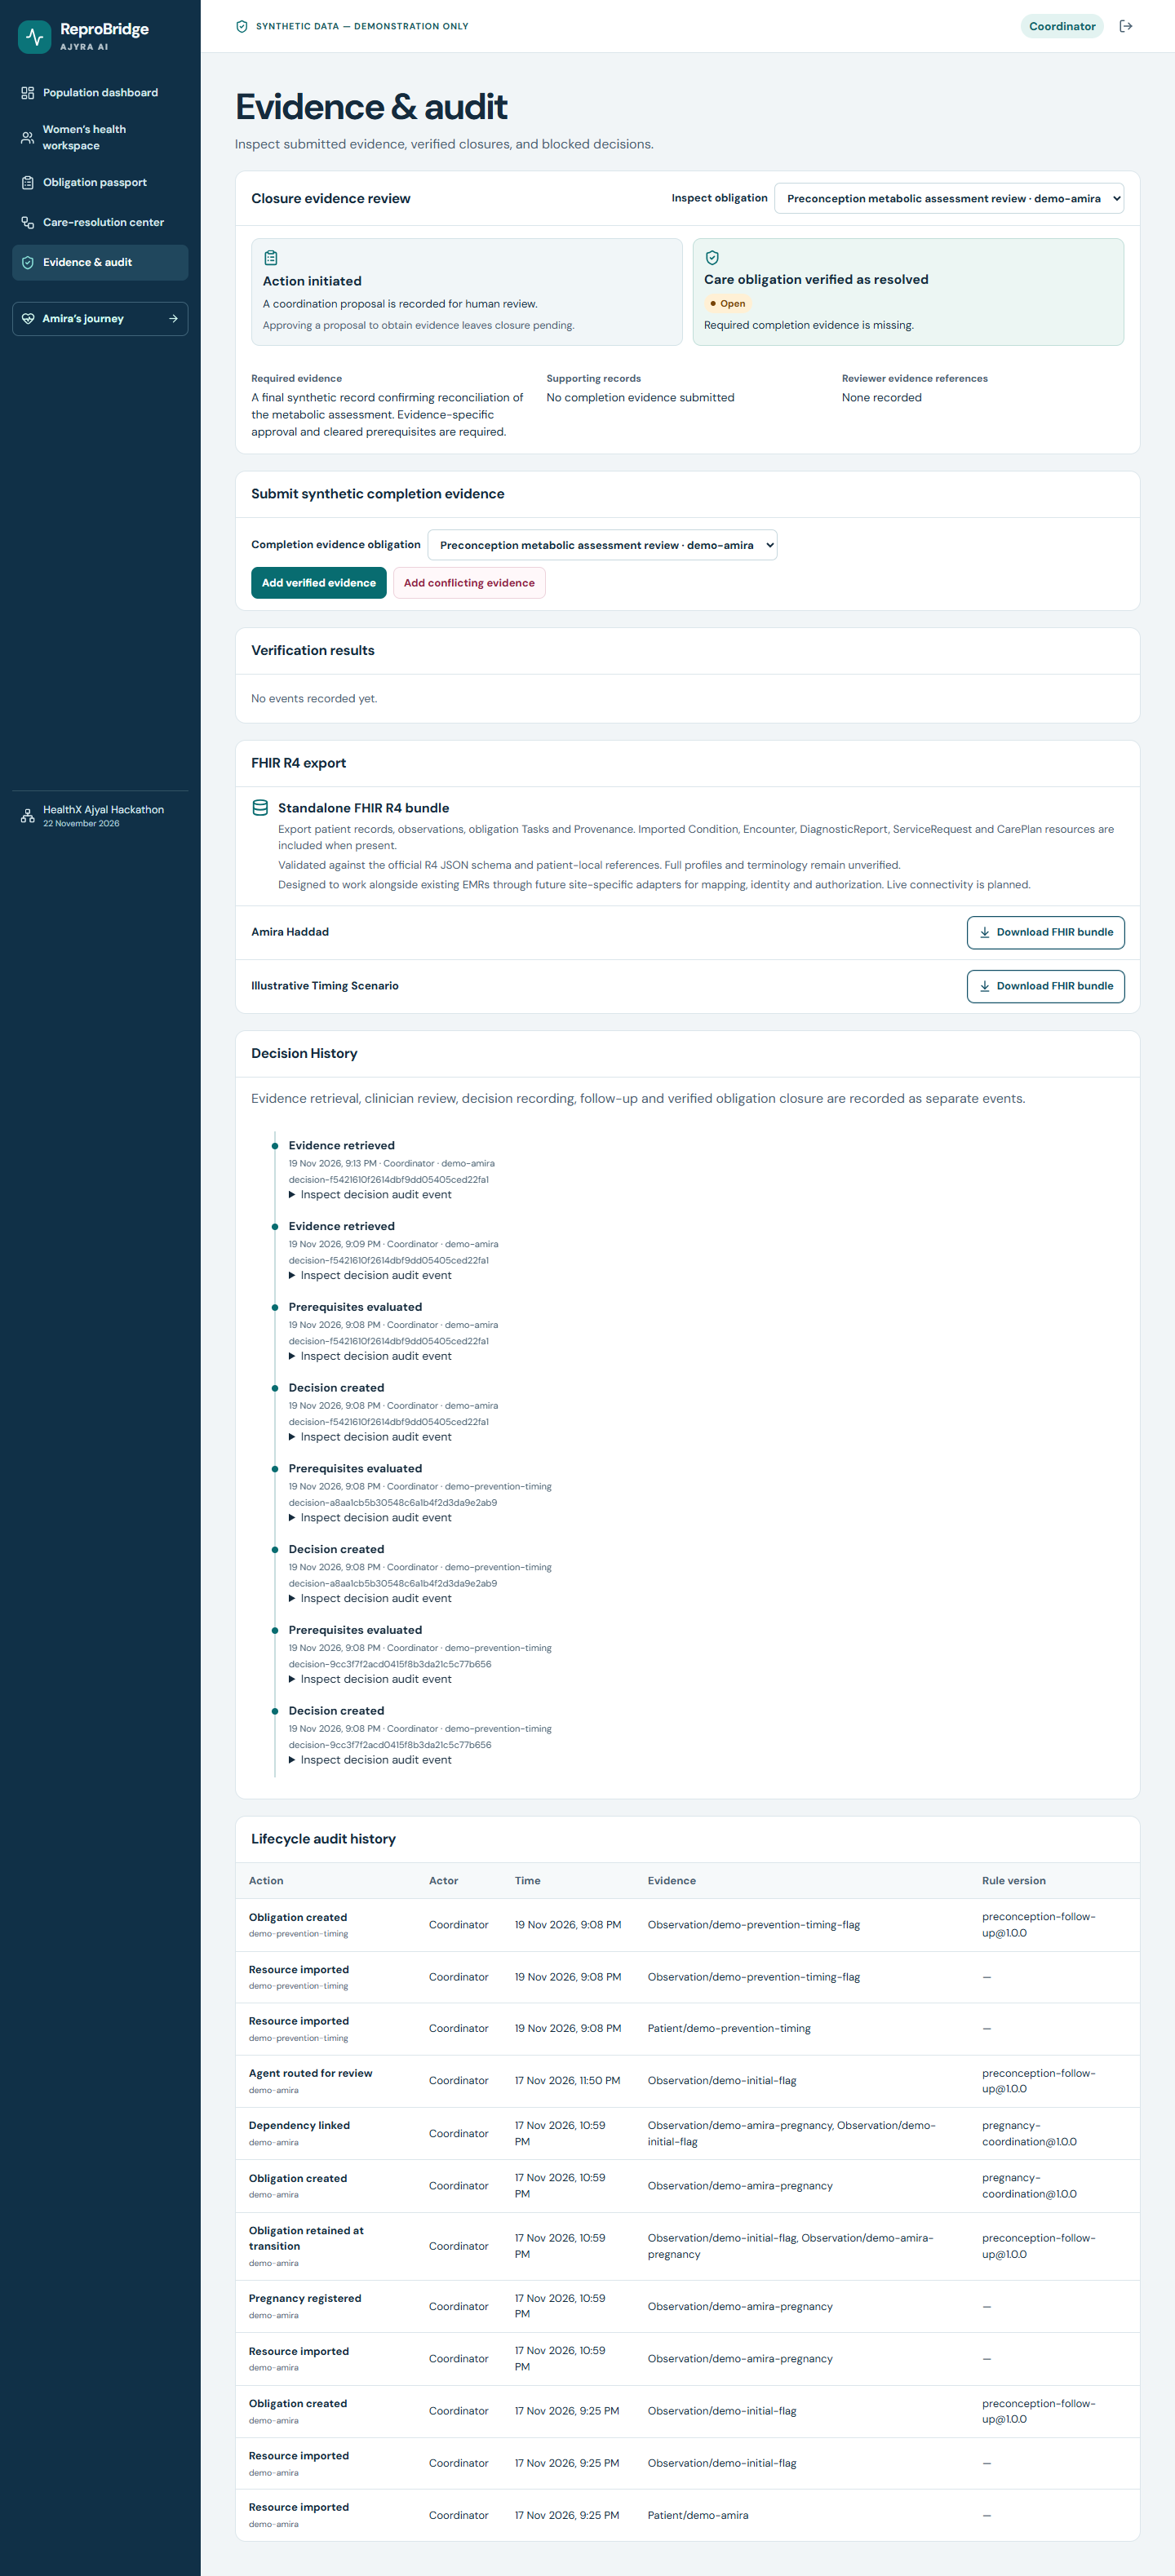 ReproBridge
AJYRA AI
Population dashboard
Women's health
workspace
Obligation passport
Care-resolution center
Evidence & audit
Amira's journey
HealthX Ajyal Hackathon
22 November 2026
SYNTHETIC DATA — DEMONSTRATION ONLY
Coordinator
Evidence & audit
Inspect submitted evidence, verified closures, and blocked decisions.
Closure evidence review
Inspect obligation
Preconception metabolic assessment review · demo-amira
Action initiated
A coordination proposal is recorded for human review.
Approving a proposal to obtain evidence leaves closure pending.
Care obligation verified as resolved
Open
Required completion evidence is missing.
Required evidence
A final synthetic record confirming reconciliation of
the metabolic assessment. Evidence-specific
approval and cleared prerequisites are required.
Supporting records
No completion evidence submitted
Reviewer evidence references
None recorded
Submit synthetic completion evidence
Completion evidence obligation
Preconception metabolic assessment review · demo-amira
Add verified evidence
Add conflicting evidence
Verification results
No events recorded yet.
FHIR R4 export
Standalone FHIR R4 bundle
Export patient records, observations, obligation Tasks and Provenance. Imported Condition, Encounter, DiagnosticReport, ServiceRequest and CarePlan resources are
included when present.
Validated against the official R4 JSON schema and patient-local references. Full profiles and terminology remain unverified.
Designed to work alongside existing EMRs through future site-specific adapters for mapping, identity and authorization. Live connectivity is planned.
Amira Haddad
Download FHIR bundle
Illustrative Timing Scenario
Download FHIR bundle
Decision History
Evidence retrieval, clinician review, decision recording, follow-up and verified obligation closure are recorded as separate events.
Evidence retrieved
19 Nov 2026, 9:13 PM · Coordinator · demo-amira
decision-f5421610f2614dbf9dd05405ced22fa1
Inspect decision audit event
Evidence retrieved
19 Nov 2026, 9:09 PM · Coordinator · demo-amira
decision-f5421610f2614dbf9dd05405ced22fa1
Inspect decision audit event
Prerequisites evaluated
19 Nov 2026, 9:08 PM · Coordinator · demo-amira
decision-f5421610f2614dbf9dd05405ced22fa1
Inspect decision audit event
Decision created
19 Nov 2026, 9:08 PM · Coordinator · demo-amira
decision-f5421610f2614dbf9dd05405ced22fa1
Inspect decision audit event
Prerequisites evaluated
19 Nov 2026, 9:08 PM · Coordinator · demo-prevention-timing
decision-a8aa1cb5b30548c6a1b4f2d3da9e2ab9
Inspect decision audit event
Decision created
19 Nov 2026, 9:08 PM · Coordinator · demo-prevention-timing
decision-a8aa1cb5b30548c6a1b4f2d3da9e2ab9
Inspect decision audit event
Prerequisites evaluated
19 Nov 2026, 9:08 PM · Coordinator · demo-prevention-timing
decision-9cc3f7f2acd0415f8b3da21c5c77b656
Inspect decision audit event
Decision created
19 Nov 2026, 9:08 PM · Coordinator · demo-prevention-timing
decision-9cc3f7f2acd0415f8b3da21c5c77b656
Inspect decision audit event
Lifecycle audit history
Action Actor Time Evidence Rule version
Obligation created
demo-prevention-timing
Coordinator
19 Nov 2026, 9:08 PM
Observation/demo-prevention-timing-flag
preconception-follow-
up@1.0.0
Resource imported
demo-prevention-timing
Coordinator
19 Nov 2026, 9:08 PM
Observation/demo-prevention-timing-flag
—
Resource imported
demo-prevention-timing
Coordinator
19 Nov 2026, 9:08 PM
Patient/demo-prevention-timing
—
Agent routed for review
demo-amira
Coordinator
17 Nov 2026, 11:50 PM
Observation/demo-initial-flag
preconception-follow-
up@1.0.0
Dependency linked
demo-amira
Coordinator
17 Nov 2026, 10:59
PM
Observation/demo-amira-pregnancy, Observation/demo-
initial-flag
pregnancy-
coordination@1.0.0
Obligation created
demo-amira
Coordinator
17 Nov 2026, 10:59
PM
Observation/demo-amira-pregnancy
pregnancy-
coordination@1.0.0
Obligation retained at
transition
demo-amira
Coordinator
17 Nov 2026, 10:59
PM
Observation/demo-initial-flag, Observation/demo-amira-
pregnancy
preconception-follow-
up@1.0.0
Pregnancy registered
demo-amira
Coordinator
17 Nov 2026, 10:59
PM
Observation/demo-amira-pregnancy
—
Resource imported
demo-amira
Coordinator
17 Nov 2026, 10:59
PM
Observation/demo-amira-pregnancy
—
Obligation created
demo-amira
Coordinator
17 Nov 2026, 9:25 PM
Observation/demo-initial-flag
preconception-follow-
up@1.0.0
Resource imported
demo-amira
Coordinator
17 Nov 2026, 9:25 PM
Observation/demo-initial-flag
—
Resource imported
demo-amira
Coordinator
17 Nov 2026, 9:25 PM
Patient/demo-amira
—